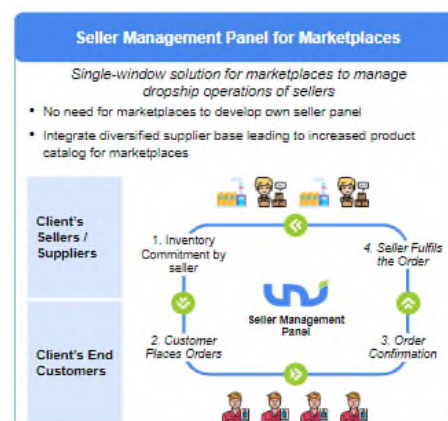 Seller Management Panel for Marketplaces
Single-window solution for marketplaces to manage
dropship operations of sellers
• No need for marketplaces to develop own seller panel
• Integrate diversified supplier base leading to increased product
catalog for marketplaces
Client's
Sellers /
Suppliers
1. Inventory
Commitment by
seller
4. Seller Fulfils
the Order
uni
Seller Management
Panel
2. Customer
Places Orders
3. Order
Confirmation
Client's End
Customers